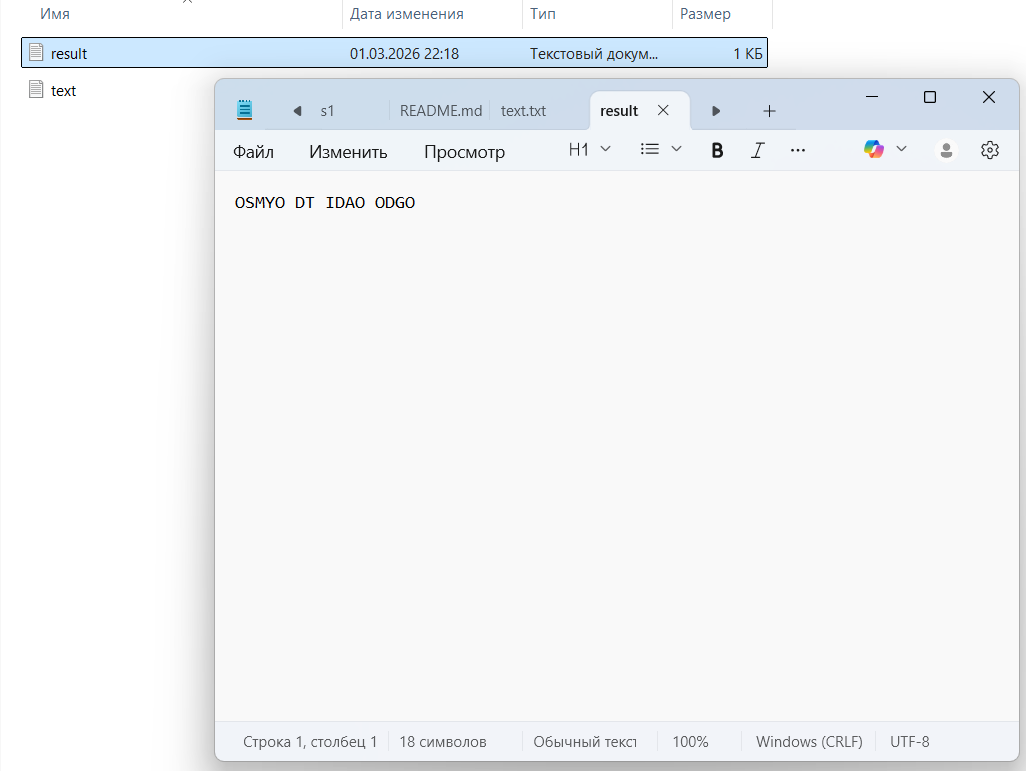 Имя Дата изменения Тип Размер
result 01.03.2026 22:18 Текстовый докум... 1 КБ
text
s1 README.md text.txt result
Файл Изменить Просмотр H1 B I ...
OSMYO DT IDAO ODGO
Строка 1, столбец 1 18 символов Обычный текст 100% Windows (CRLF) UTF-8